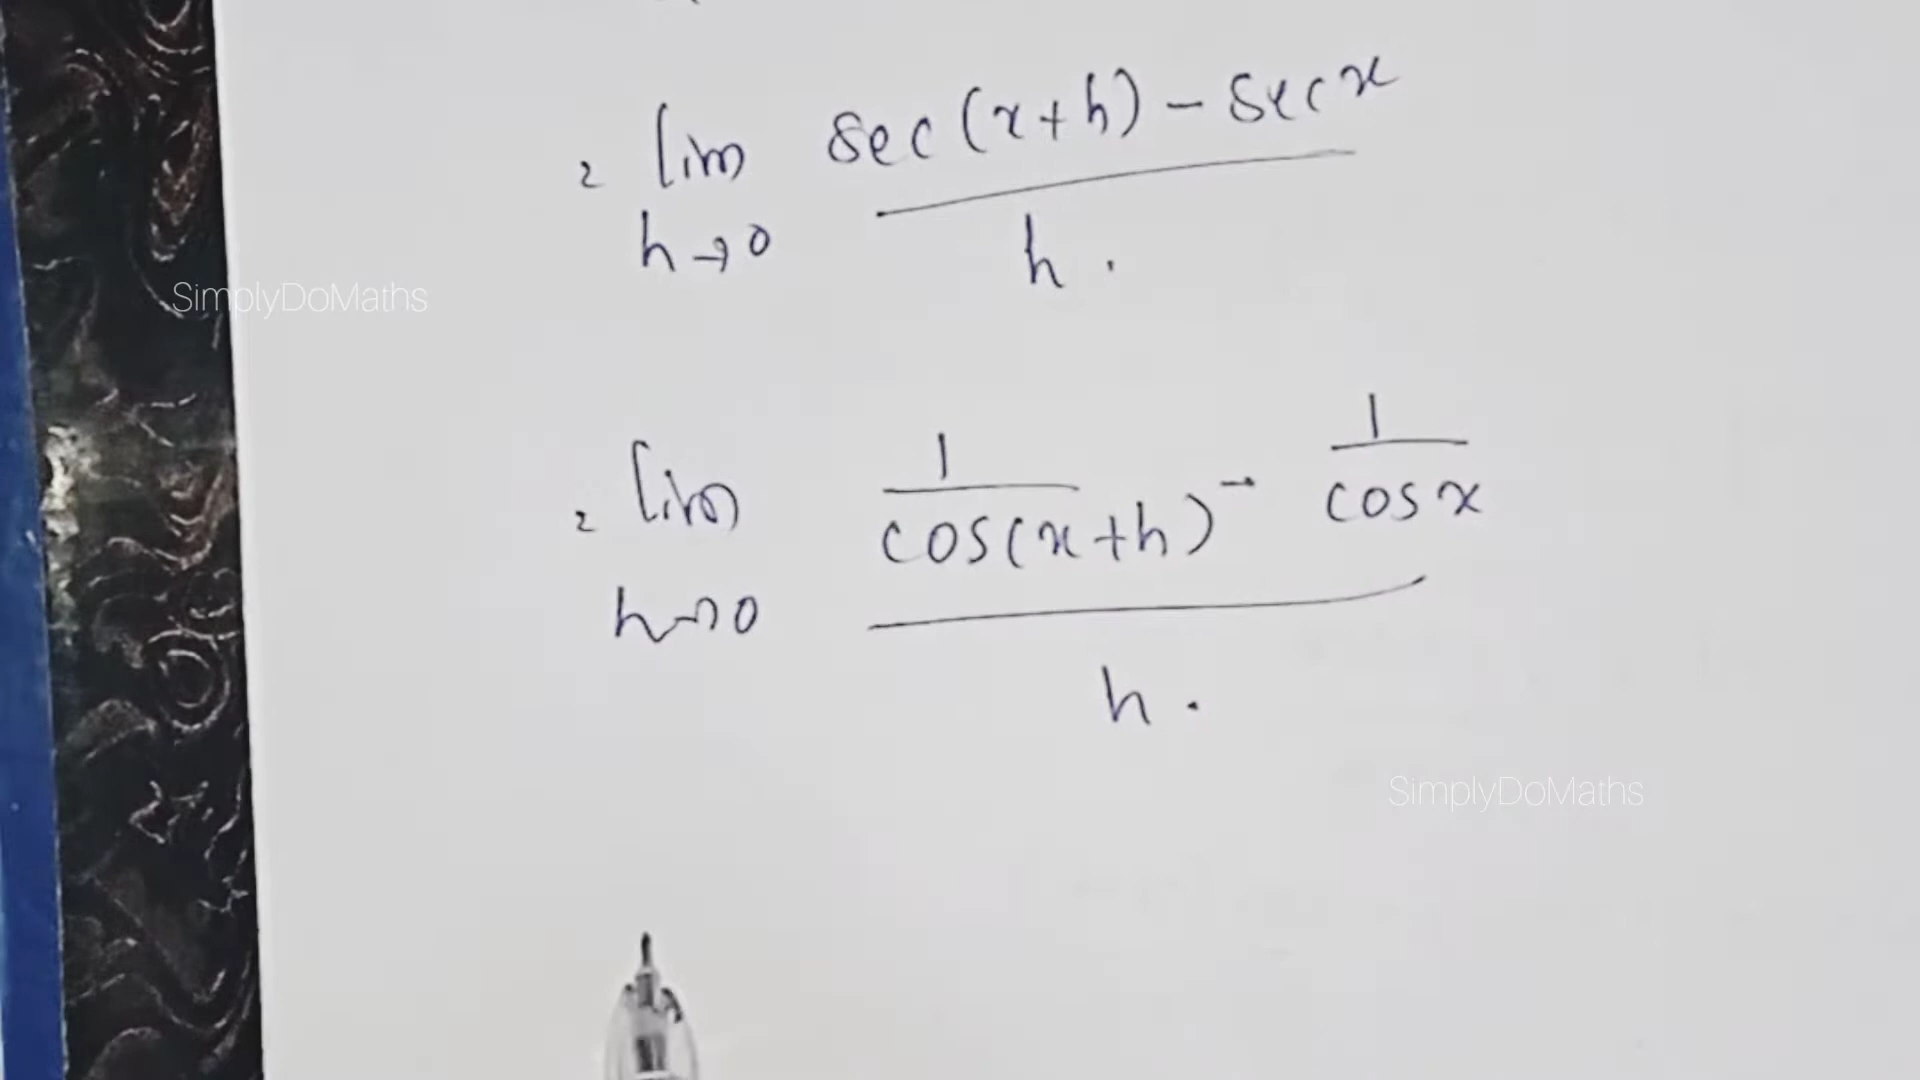 = lim sec(x+h) - sec x
h→0 h.
SimplyDoMaths
= lim 1 1
cos(x+h) - cos x
h→0
h.
SimplyDoMaths